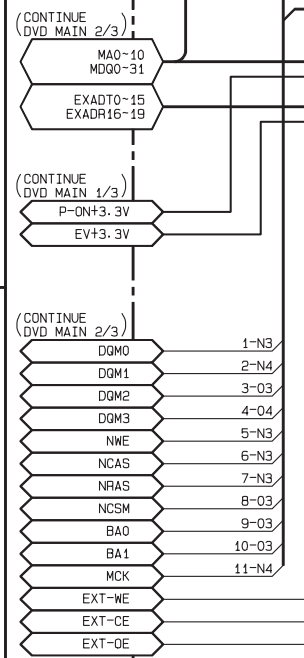 (CONTINUE
DVD MAIN 2/3)
MA0~10
MDQ0~31
EXADT0~15
EXADR16~19
(CONTINUE
DVD MAIN 1/3)
P-ON+3.3V
EV+3.3V
(CONTINUE
DVD MAIN 2/3)
DQM0 1-N3
DQM1 2-N4
DQM2 3-O3
DQM3 4-O4
NWE 5-N3
NCAS 6-N3
NRAS 7-N3
NCSM 8-O3
BA0 9-O3
BA1 10-O3
MCK 11-N4
EXT-WE
EXT-CE
EXT-OE